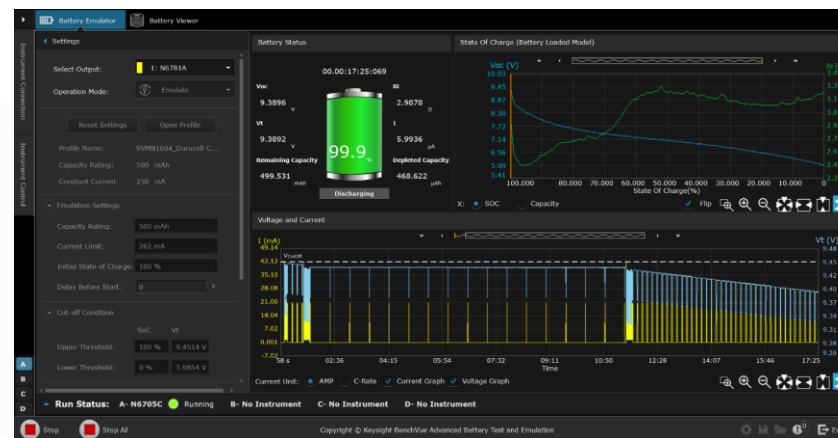 Battery Emulator
Battery Viewer
Instrument Connection
Instrument Control
A
B
C
D
Settings
Select Output: 1: N6781A
Operation Mode: Emulate
Reset Settings Open Profile
Profile Name: 9VMN1604_Duracell-C...
Capacity Rating: 500 mAh
Constant Current: 250 mA
Emulation Settings
Capacity Rating: 500 mAh
Current Limit: 262 mA
Initial State of Charge: 100 %
Delay Before Start: 0 s
Cut-off Condition
SoC Vt
Upper Threshold: 100 % 9.4514 V
Lower Threshold: 0 % 5.9854 V
Battery Status
00.00:17:25:069
Voc Ri
9.3896 V 2.9878 Ω
Vt I
9.3892 V 5.9936 µA
99.9 %
Remaining Capacity Depleted Capacity
499.531 mAh 468.622 µAh
Discharging
State Of Charge (Battery Loaded Model)
Voc (V) Ri (
10.03
9.45
8.87
8.30
7.72
7.14
6.56
5.99
5.41
100.000 80.000 70.000 60.000 50.000 40.000 30.000 20.000 10.000 0
State Of Charge(%)
X: SOC Capacity Flip
Voltage and Current
I (mA) Vt (V)
49.14 9.48
42.12 9.45
35.10 9.42
28.08 9.40
21.06 9.37
14.04 9.34
7.02 9.31
0.001 9.28
-7.02 9.26
Vcutoff
58 s 02:36 04:15 05:54 07:32 09:11 10:50 12:28 14:07 15:46 17:25
Time
Current Unit: AMP C-Rate Current Graph Voltage Graph
Run Status: A- N6705C Running B- No Instrument C- No Instrument D- No Instrument
Stop Stop All Copyright © Keysight BenchVue Advanced Battery Test and Emulation